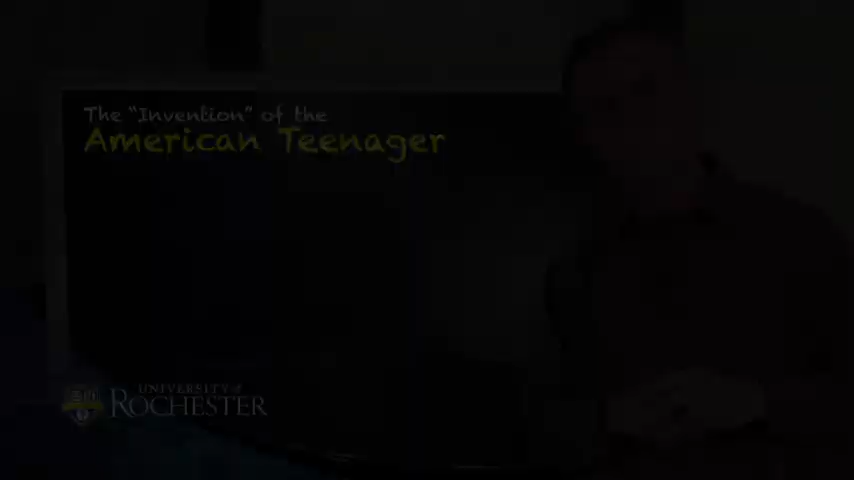 The "Invention" of the
American Teenager
UNIVERSITY of
ROCHESTER